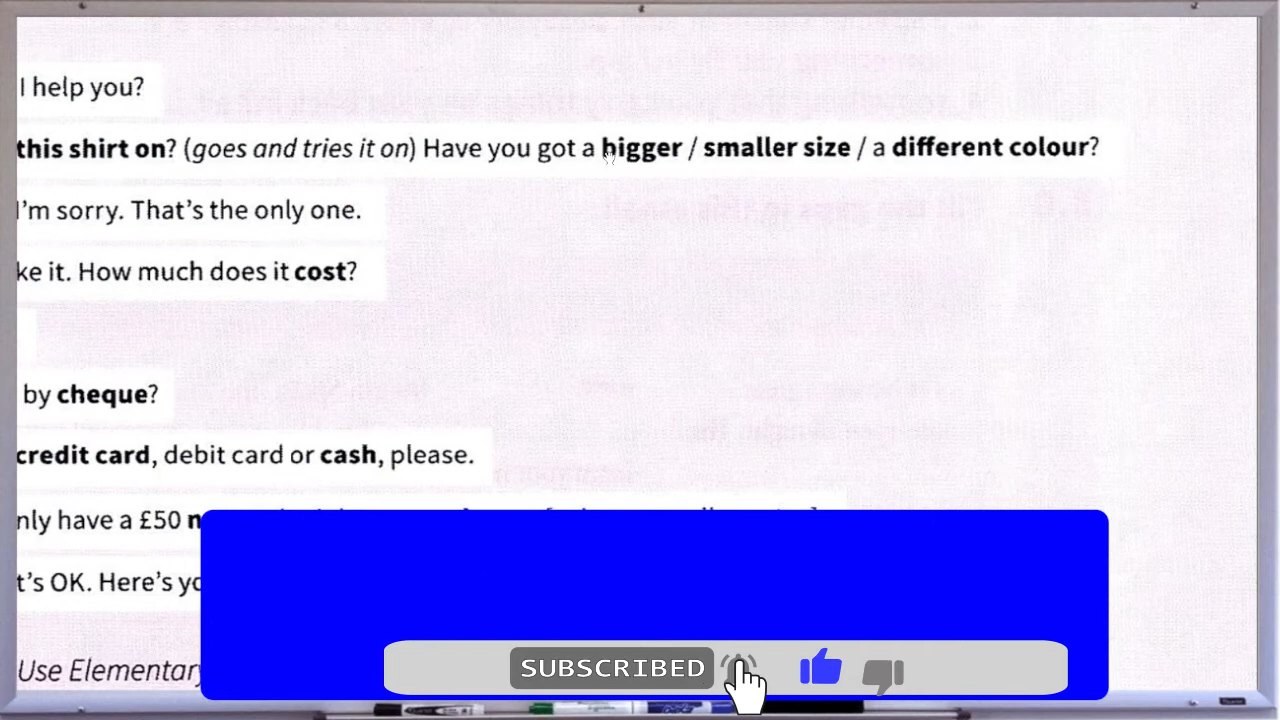 I help you?
this shirt on? (goes and tries it on) Have you got a bigger / smaller size / a different colour?
I'm sorry. That's the only one.
ke it. How much does it cost?
by cheque?
credit card, debit card or cash, please.
nly have a £50
t's OK. Here's yo
Use Elementary
SUBSCRIBED